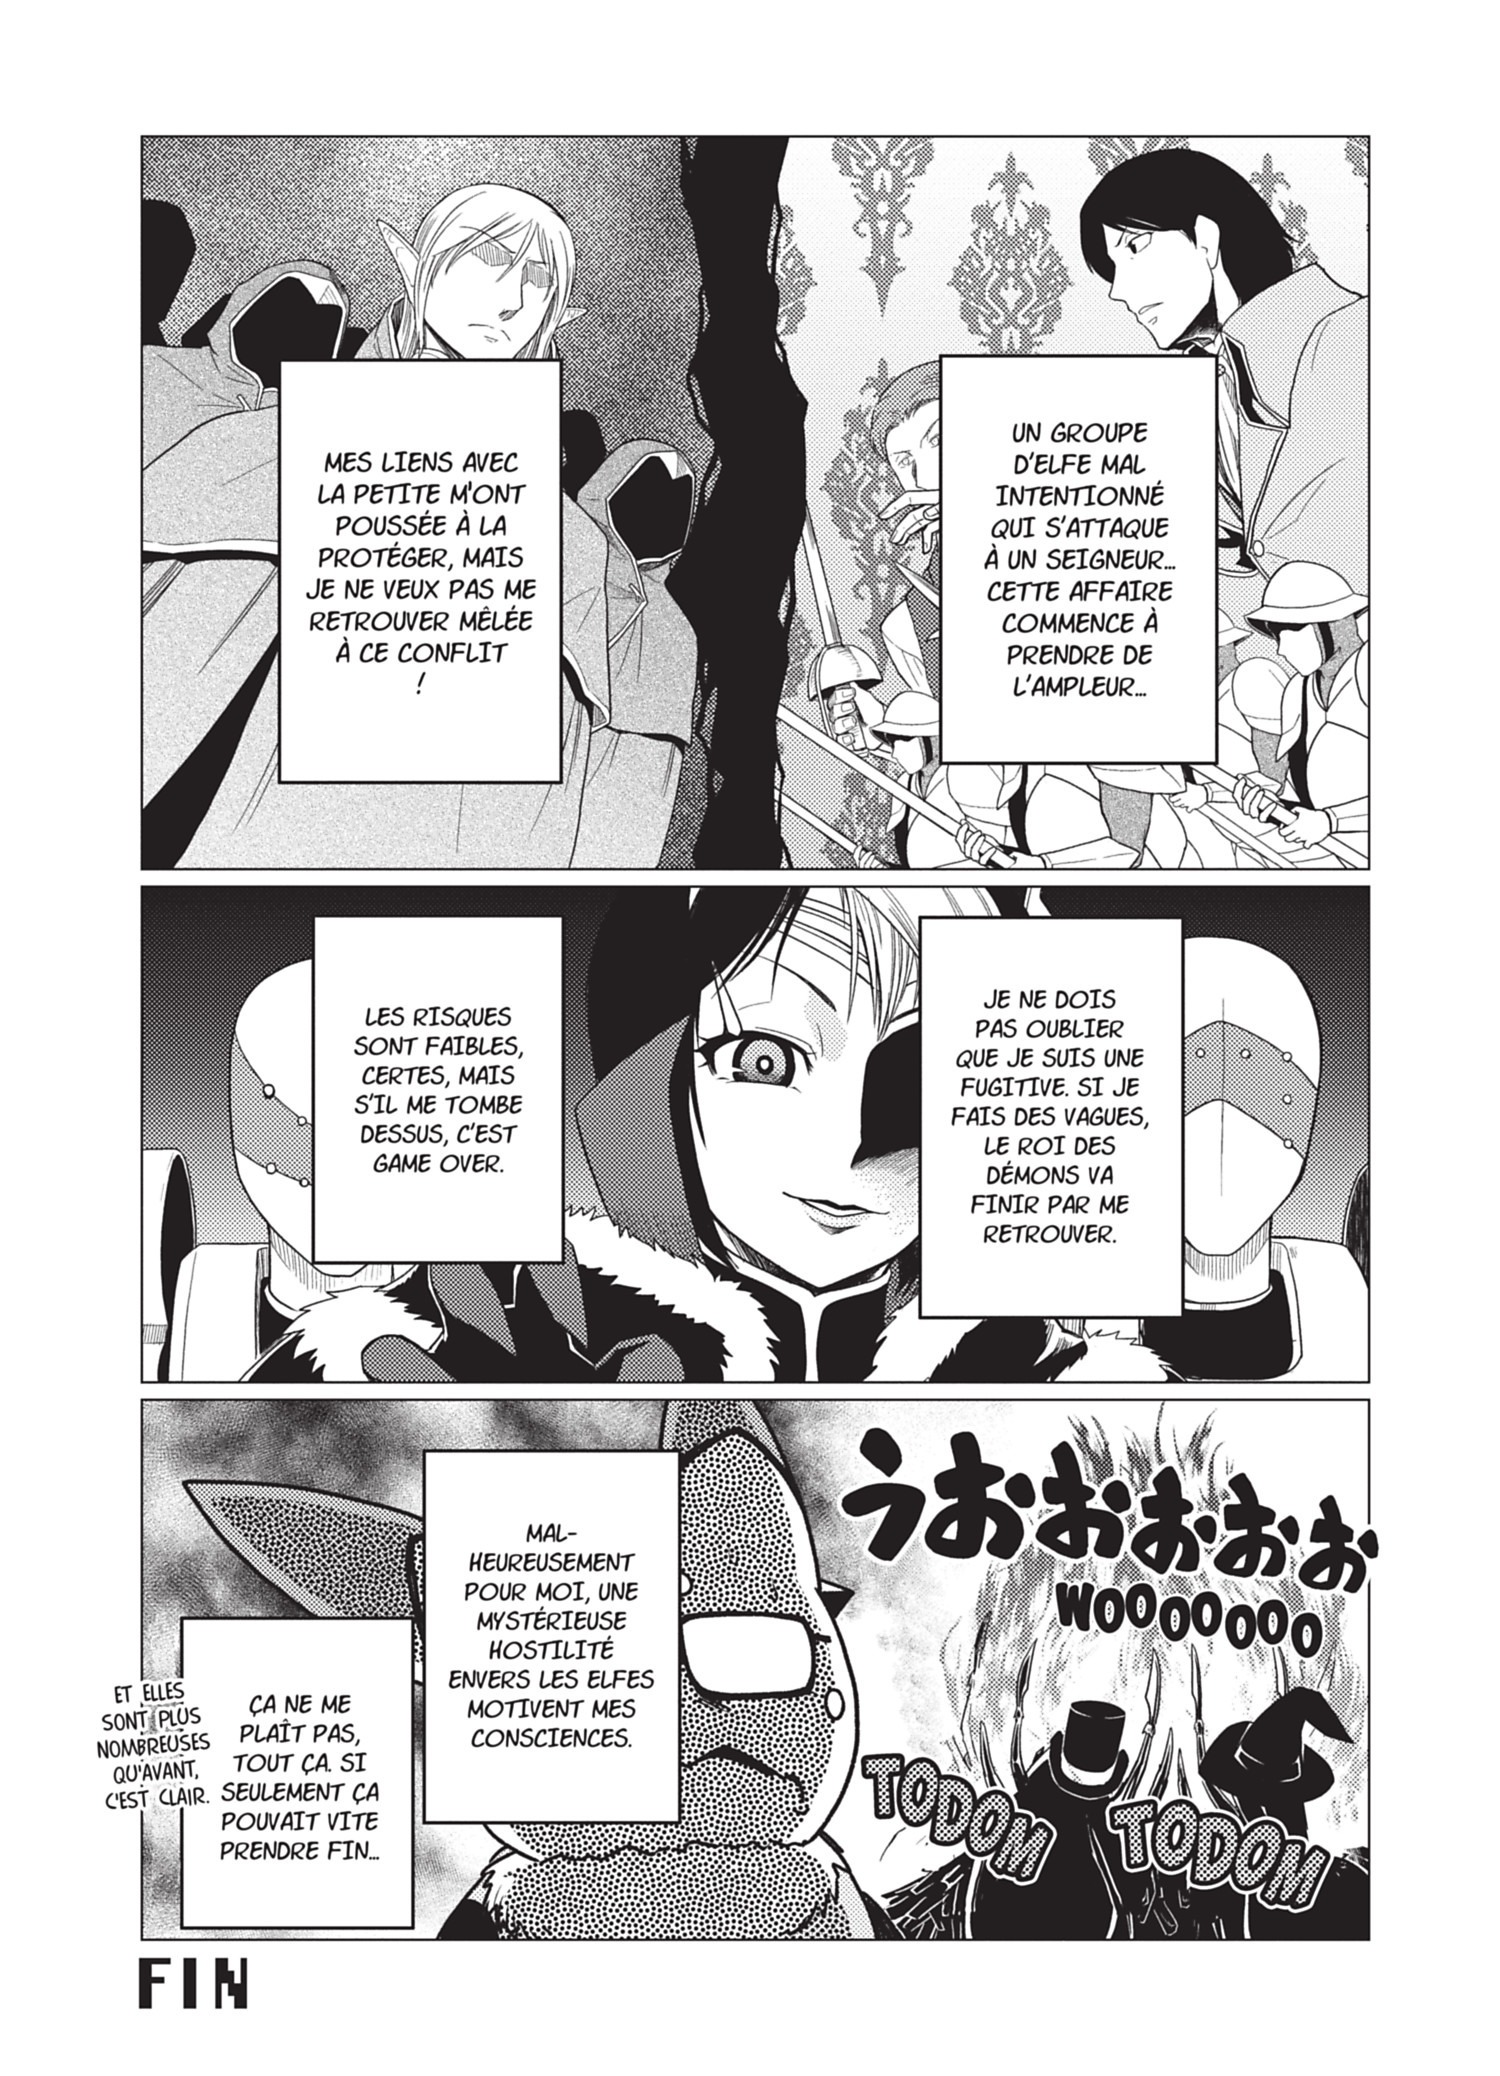 UN GROUPE
D'ELFE MAL
INTENTIONNÉ
QUI S'ATTAQUE
À UN SEIGNEUR...
CETTE AFFAIRE
COMMENCE À
PRENDRE DE
L'AMPLEUR...
MES LIENS AVEC
LA PETITE M'ONT
POUSSÉE À LA
PROTÉGER, MAIS
JE NE VEUX PAS ME
RETROUVER MÊLÉE
À CE CONFLIT
!
JE NE DOIS
PAS OUBLIER
QUE JE SUIS UNE
FUGITIVE. SI JE
FAIS DES VAGUES,
LE ROI DES
DÉMONS VA
FINIR PAR ME
RETROUVER.
LES RISQUES
SONT FAIBLES,
CERTES, MAIS
S'IL ME TOMBE
DESSUS, C'EST
GAME OVER.
うおおおおお
WOOOOOOO
TODOM
TODOM
MAL-
HEUREUSEMENT
POUR MOI, UNE
MYSTÉRIEUSE
HOSTILITÉ
ENVERS LES ELFES
MOTIVENT MES
CONSCIENCES.
ÇA NE ME
PLAÎT PAS,
TOUT ÇA. SI
SEULEMENT ÇA
POUVAIT VITE
PRENDRE FIN...
ET ELLES
SONT PLUS
NOMBREUSES
QU'AVANT,
C'EST CLAIR.
FIN